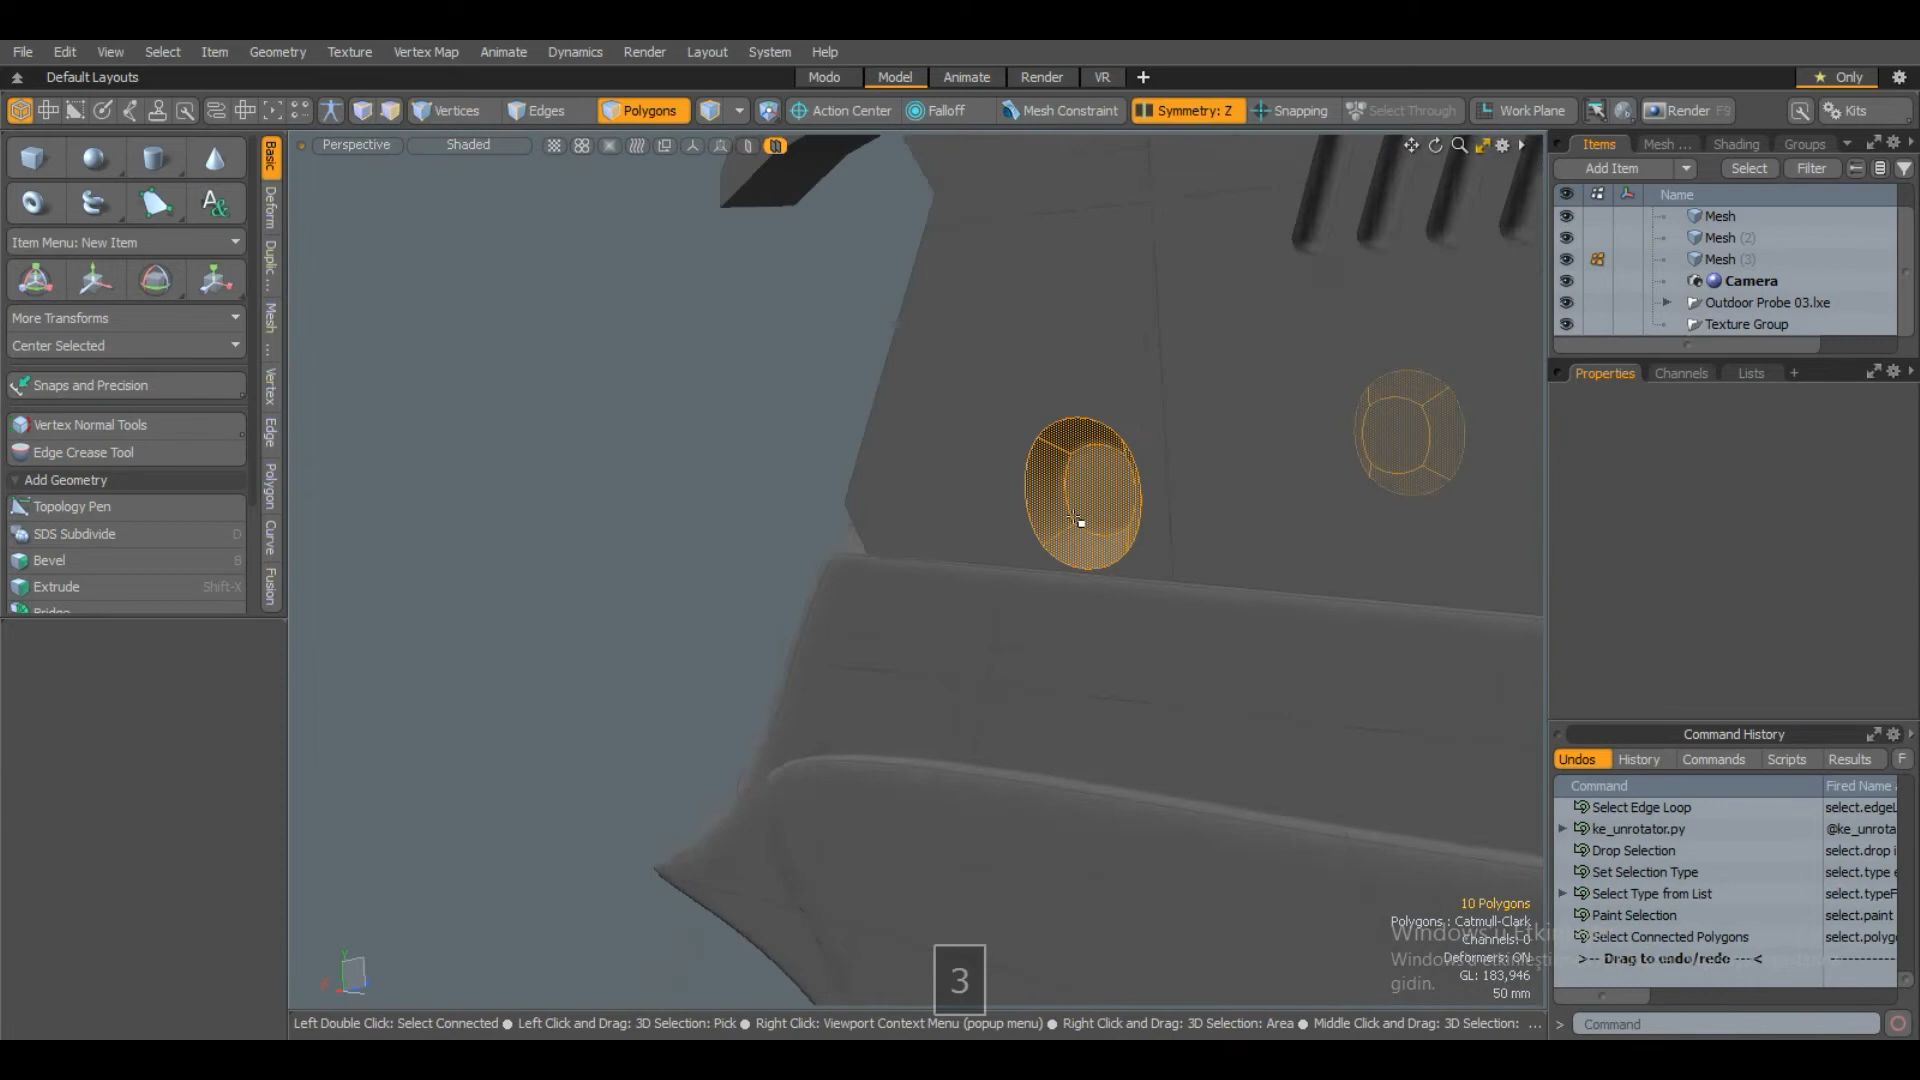 File Edit View Select Item Geometry Texture Vertex Map Animate Dynamics Render Layout System Help
Default Layouts Modo Model Animate Render VR + Only
Vertices Edges Polygons Action Center Falloff Mesh Constraint Symmetry: Z Snapping Select Through Work Plane Render F9 Kits
Perspective Shaded
Basic
Deform
Duplic ...
Mesh ...
Vertex
Edge
Polygon
Curve
Fusion
Item Menu: New Item
More Transforms
Center Selected
Snaps and Precision
Vertex Normal Tools
Edge Crease Tool
Add Geometry
Topology Pen
SDS Subdivide D
Bevel B
Extrude Shift-X
Bridge
Items Mesh ... Shading Groups
Add Item Select Filter
Name
Mesh
Mesh (2)
Mesh (3)
Camera
Outdoor Probe 03.lxe
Texture Group
Properties Channels Lists +
Command History
Undos History Commands Scripts Results F
Command Fired Name
Select Edge Loop select.edgeL
ke_unrotator.py @ke_unrota
Drop Selection select.drop i
Set Selection Type select.type e
Select Type from List select.typeF
Paint Selection select.paint
Select Connected Polygons select.polyg
>-- Drag to undo/redo ---<
10 Polygons
Polygons : Catmull-Clark
Channels: 0
Deformers: ON
GL: 183,946
50 mm
gidin.
3
Left Double Click: Select Connected ● Left Click and Drag: 3D Selection: Pick ● Right Click: Viewport Context Menu (popup menu) ● Right Click and Drag: 3D Selection: Area ● Middle Click and Drag: 3D Selection: ...
> Command